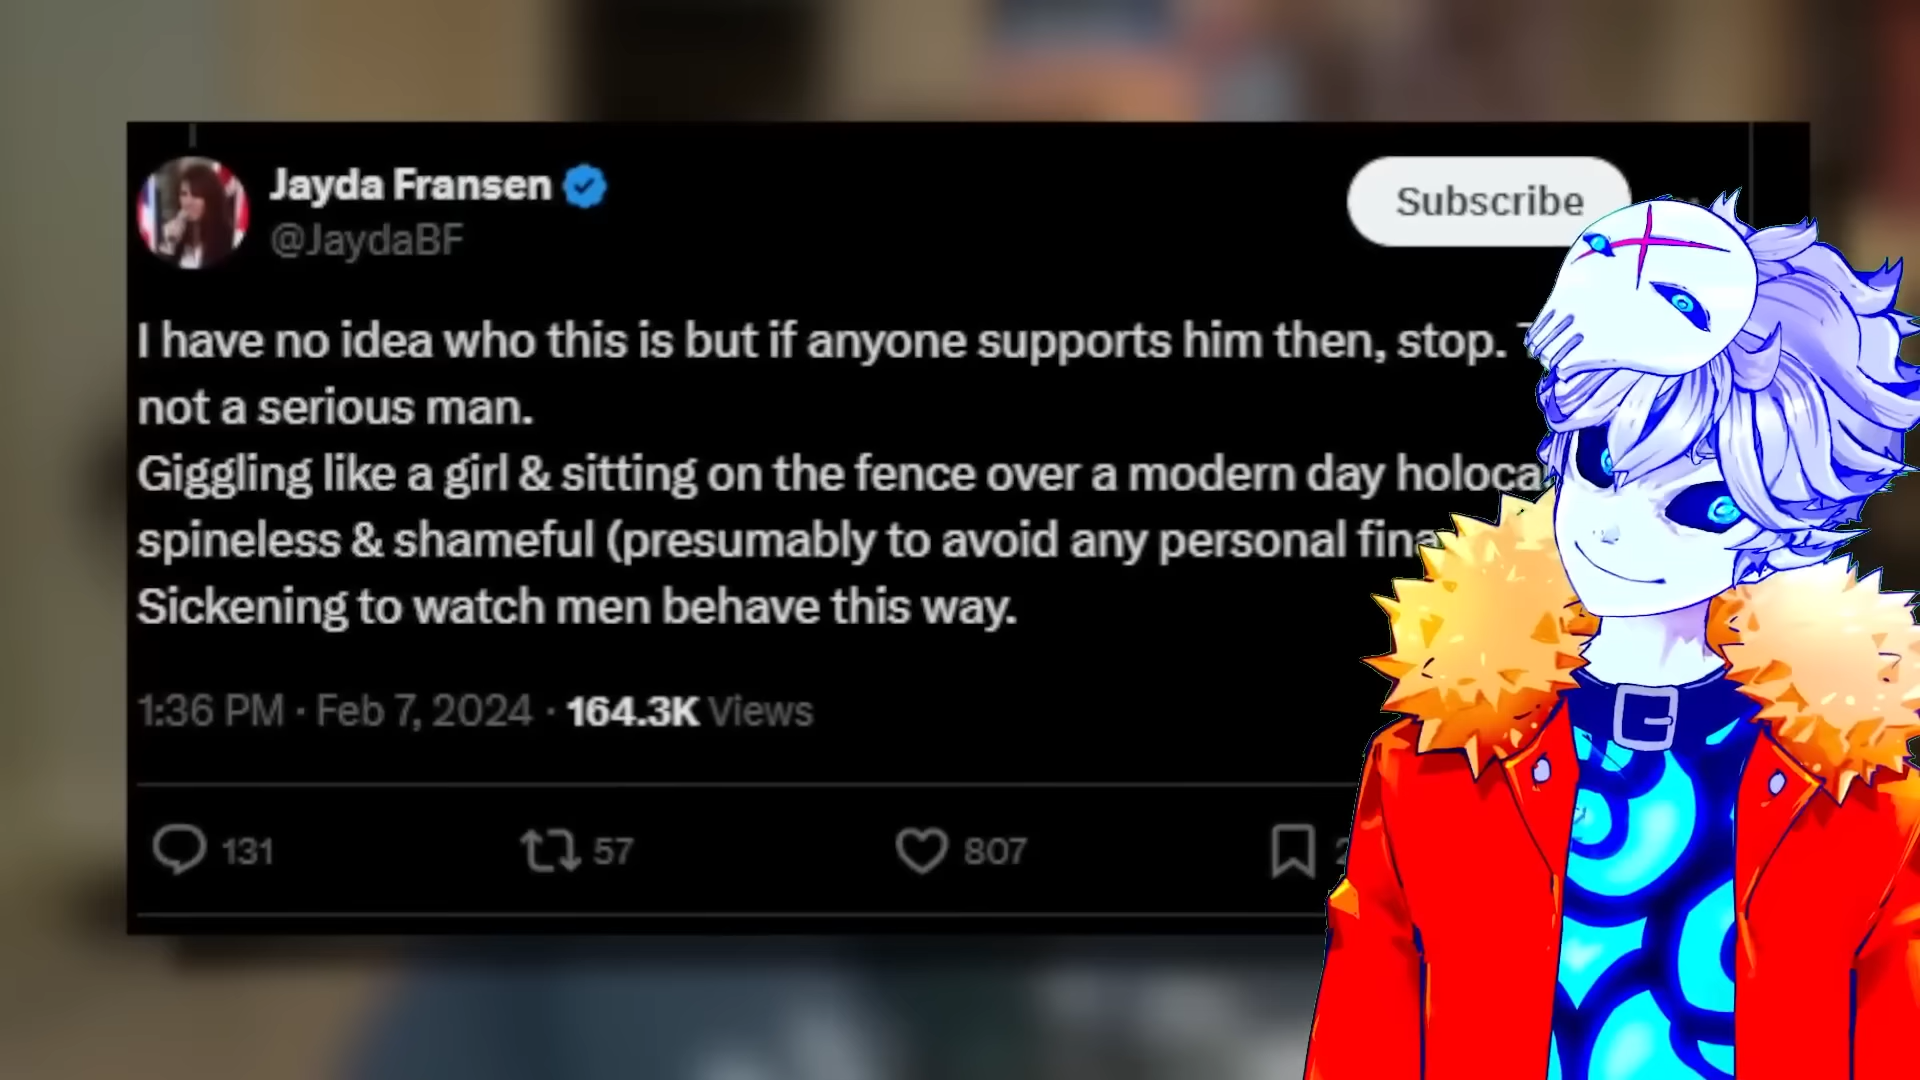 Jayda Fransen
@JaydaBF
Subscribe
I have no idea who this is but if anyone supports him then, stop.
not a serious man.
Giggling like a girl & sitting on the fence over a modern day
spineless & shameful (presumably to avoid any personal
Sickening to watch men behave this way.
1:36 PM · Feb 7, 2024 · 164.3K Views
131 57 807